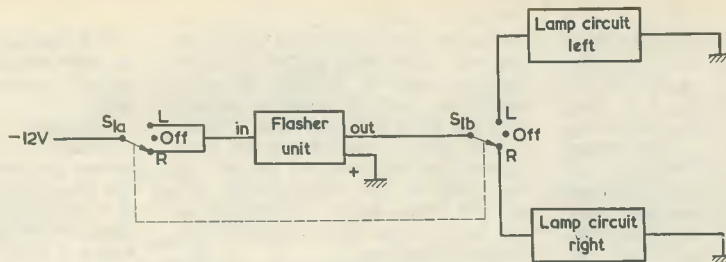 Lamp circuit
left
L
Off
R
-12V
S1a
L
Off
R
in
Flasher
unit
out
+
S1b
Lamp circuit
right